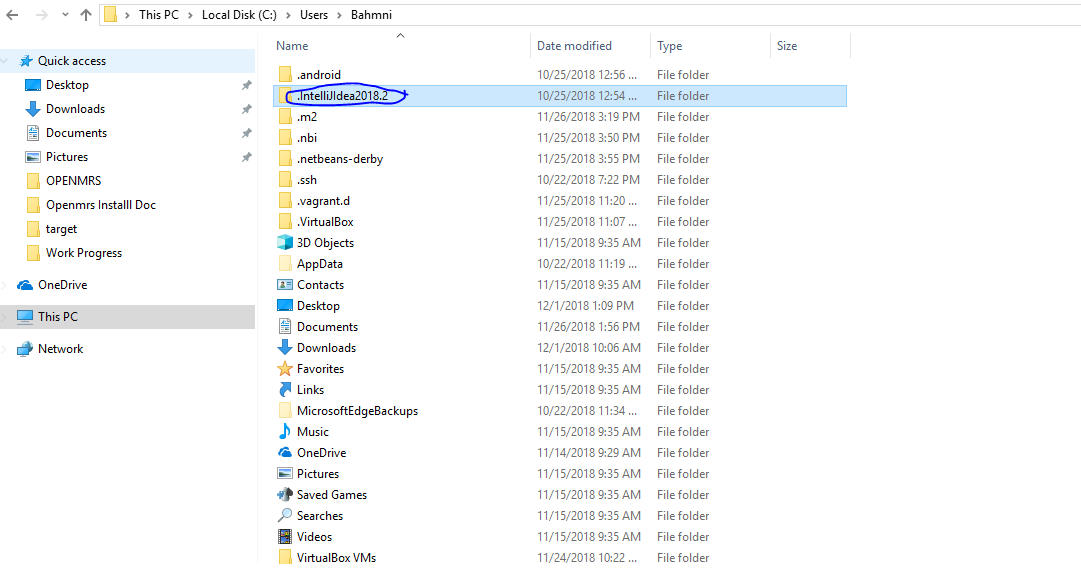 This PC > Local Disk (C:) > Users > Bahmni
Name Date modified Type Size
Quick access
Desktop
Downloads
Documents
Pictures
OPENMRS
Openmrs Installl Doc
target
Work Progress
OneDrive
This PC
Network
.android 10/25/2018 12:56 ... File folder
.IntelliJIdea2018.2 10/25/2018 12:54 ... File folder
.m2 11/26/2018 3:19 PM File folder
.nbi 11/25/2018 3:50 PM File folder
.netbeans-derby 11/25/2018 3:55 PM File folder
.ssh 10/22/2018 7:22 PM File folder
.vagrant.d 11/25/2018 11:20 ... File folder
.VirtualBox 11/25/2018 11:07 ... File folder
3D Objects 11/15/2018 9:35 AM File folder
AppData 10/22/2018 11:19 ... File folder
Contacts 11/15/2018 9:35 AM File folder
Desktop 12/1/2018 1:09 PM File folder
Documents 11/26/2018 1:56 PM File folder
Downloads 12/1/2018 10:06 AM File folder
Favorites 11/15/2018 9:35 AM File folder
Links 11/15/2018 9:35 AM File folder
MicrosoftEdgeBackups 10/22/2018 11:34 ... File folder
Music 11/15/2018 9:35 AM File folder
OneDrive 11/14/2018 9:29 AM File folder
Pictures 11/15/2018 9:35 AM File folder
Saved Games 11/15/2018 9:35 AM File folder
Searches 11/15/2018 9:35 AM File folder
Videos 11/15/2018 9:35 AM File folder
VirtualBox VMs 11/24/2018 10:22 ... File folder